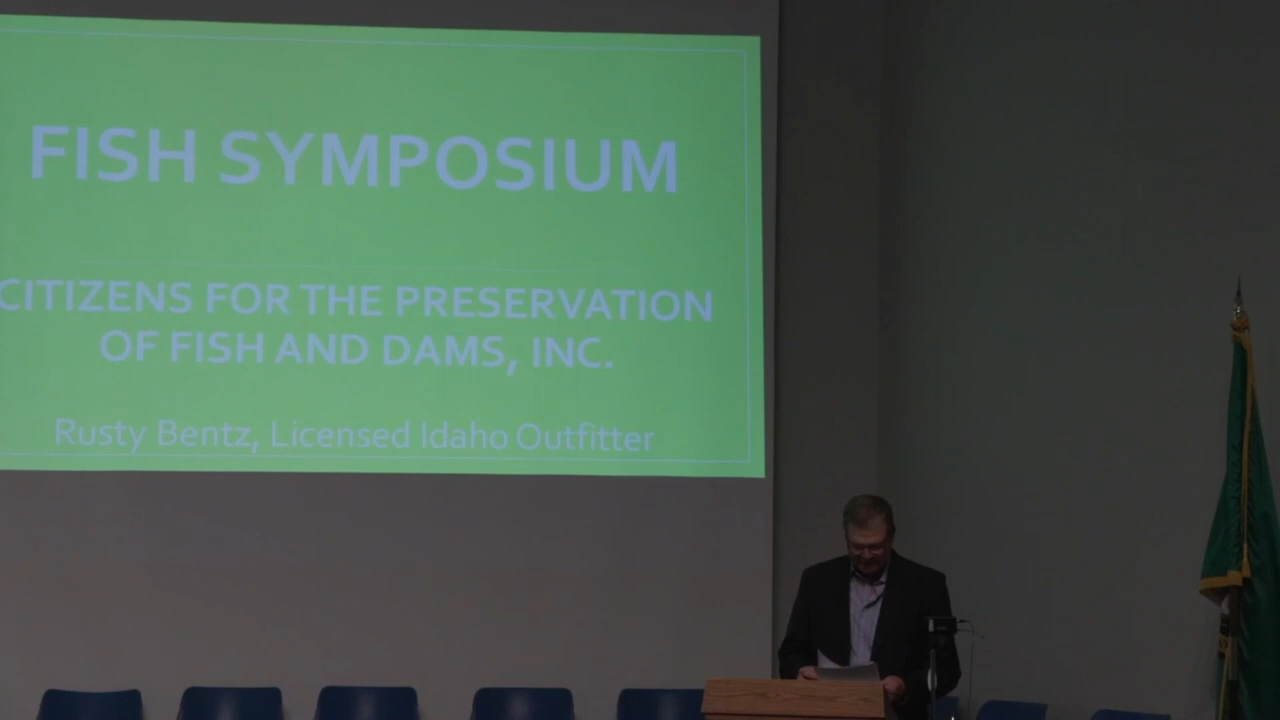 FISH SYMPOSIUM
CITIZENS FOR THE PRESERVATION
OF FISH AND DAMS, INC.
Rusty Bentz, Licensed Idaho Outfitter